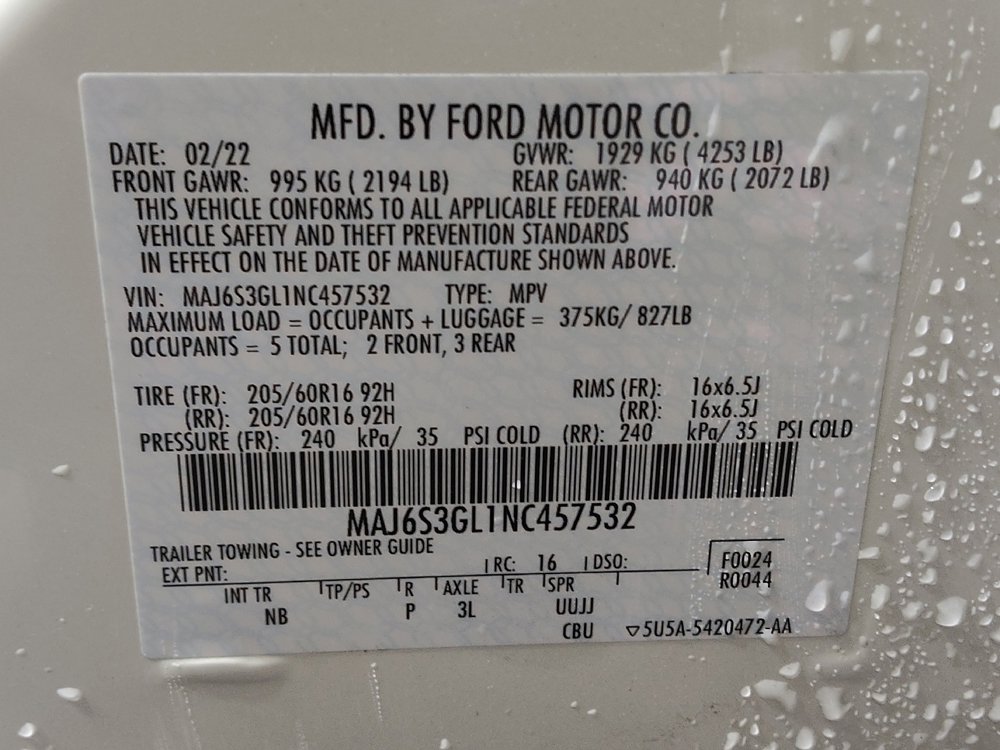 MFD. BY FORD MOTOR CO.
DATE: 02/22 GVWR: 1929 KG ( 4253 LB)
FRONT GAWR: 995 KG ( 2194 LB) REAR GAWR: 940 KG ( 2072 LB)
THIS VEHICLE CONFORMS TO ALL APPLICABLE FEDERAL MOTOR
VEHICLE SAFETY AND THEFT PREVENTION STANDARDS
IN EFFECT ON THE DATE OF MANUFACTURE SHOWN ABOVE.
VIN: MAJ6S3GL1NC457532 TYPE: MPV
MAXIMUM LOAD = OCCUPANTS + LUGGAGE = 375KG/ 827LB
OCCUPANTS = 5 TOTAL; 2 FRONT, 3 REAR
TIRE (FR): 205/60R16 92H RIMS (FR): 16x6.5J
(RR): 205/60R16 92H (RR): 16x6.5J
PRESSURE (FR): 240 kPa/ 35 PSI COLD (RR): 240 kPa/ 35 PSI COLD
MAJ6S3GL1NC457532
TRAILER TOWING - SEE OWNER GUIDE
EXT PNT: RC: 16 DSO: F0024
R0044
INT TR TP/PS R AXLE TR SPR
NB P 3L UUJJ
CBU ▽5U5A-5420472-AA